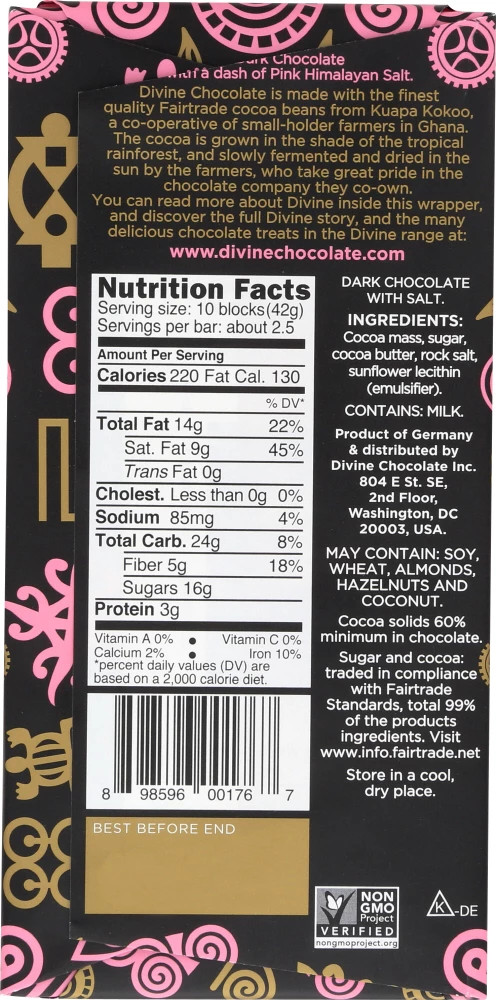 Dark Chocolate
with a dash of Pink Himalayan Salt.
Divine Chocolate is made with the finest
quality Fairtrade cocoa beans from Kuapa Kokoo,
a co-operative of small-holder farmers in Ghana.
The cocoa is grown in the shade of the tropical
rainforest, and slowly fermented and dried in the
sun by the farmers, who take great pride in the
chocolate company they co-own.
You can read more about Divine inside this wrapper,
and discover the full Divine story, and the many
delicious chocolate treats in the Divine range at:
www.divinechocolate.com
Nutrition Facts
Serving size: 10 blocks(42g)
Servings per bar: about 2.5
Amount Per Serving
Calories 220 Fat Cal. 130
% DV*
Total Fat 14g 22%
Sat. Fat 9g 45%
Trans Fat 0g
Cholest. Less than 0g 0%
Sodium 85mg 4%
Total Carb. 24g 8%
Fiber 5g 18%
Sugars 16g
Protein 3g
Vitamin A 0% • Vitamin C 0%
Calcium 2% • Iron 10%
*percent daily values (DV) are
based on a 2,000 calorie diet.
8 98596 00176 7
BEST BEFORE END
DARK CHOCOLATE
WITH SALT.
INGREDIENTS:
Cocoa mass, sugar,
cocoa butter, rock salt,
sunflower lecithin
(emulsifier).
CONTAINS: MILK.
Product of Germany
& distributed by
Divine Chocolate Inc.
804 E St. SE,
2nd Floor,
Washington, DC
20003, USA.
MAY CONTAIN: SOY,
WHEAT, ALMONDS,
HAZELNUTS AND
COCONUT.
Cocoa solids 60%
minimum in chocolate.
Sugar and cocoa:
traded in compliance
with Fairtrade
Standards, total 99%
of the products
ingredients. Visit
www.info.fairtrade.net
Store in a cool,
dry place.
NON
GMO
Project
VERIFIED
nongmoproject.org
K-DE